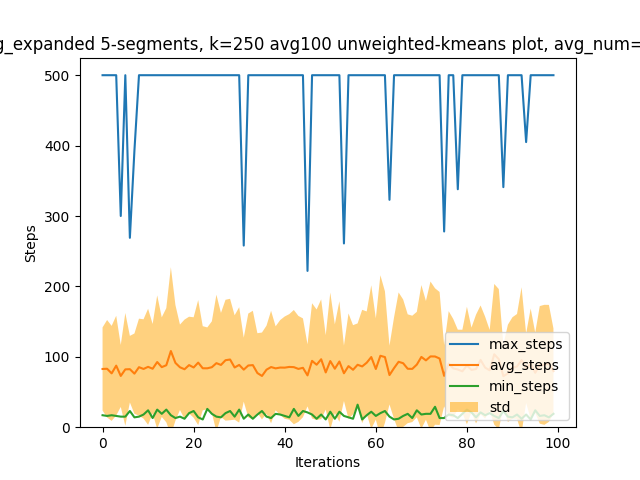 g_expanded 5-segments, k=250 avg100 unweighted-kmeans plot, avg_num=
500
400
300
200
100
0
Steps
max_steps
avg_steps
min_steps
std
0 20 40 60 80 100
Iterations